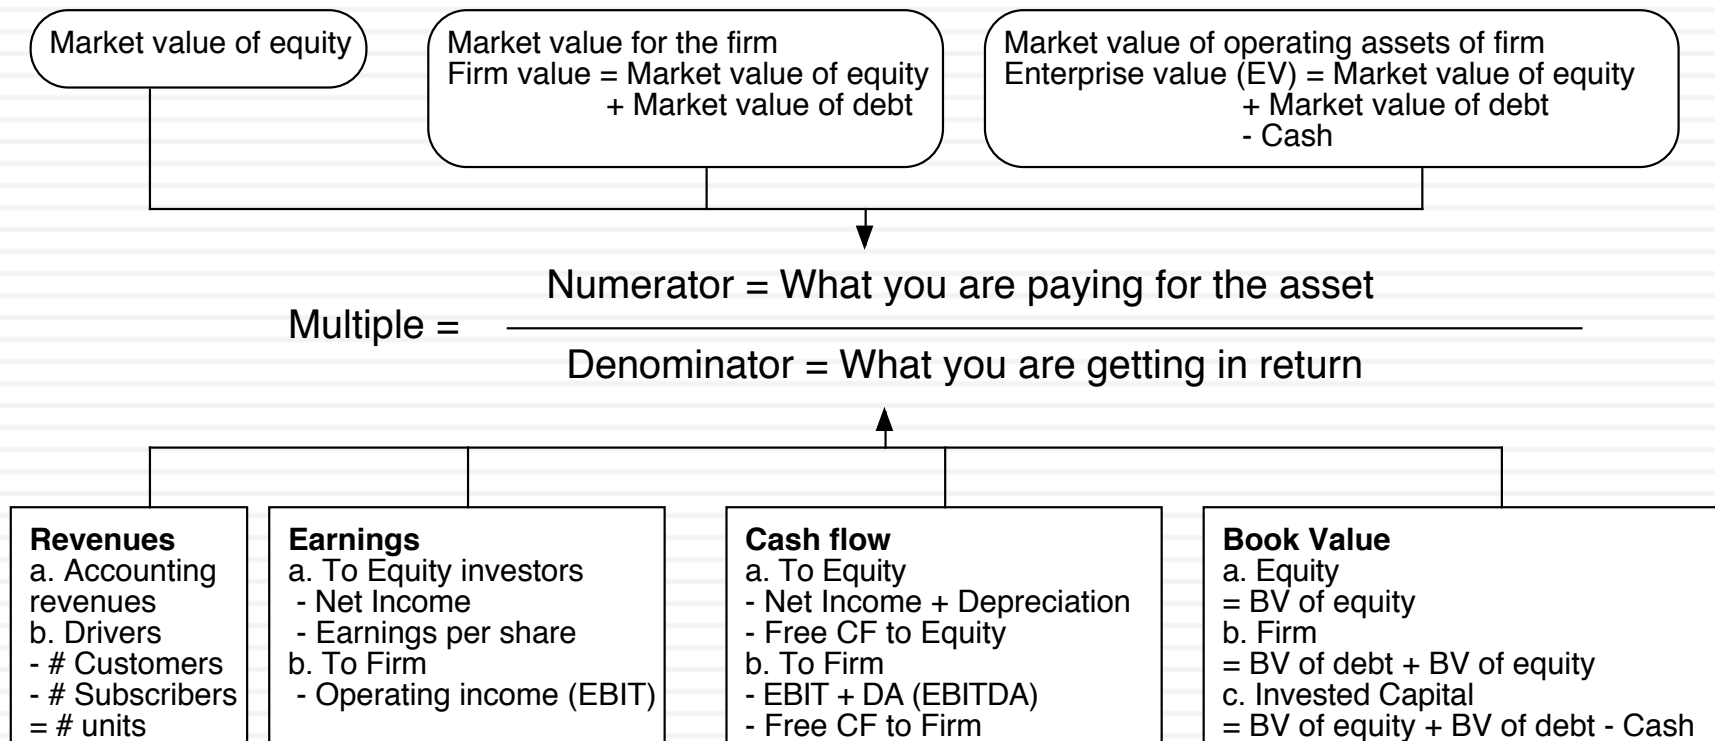 Market value of equity
Market value for the firm
Firm value = Market value of equity
+ Market value of debt
Market value of operating assets of firm
Enterprise value (EV) = Market value of equity
+ Market value of debt
- Cash
Multiple =
Numerator = What you are paying for the asset
Denominator = What you are getting in return
Revenues
a. Accounting
revenues
b. Drivers
- # Customers
- # Subscribers
= # units
Earnings
a. To Equity investors
- Net Income
- Earnings per share
b. To Firm
- Operating income (EBIT)
Cash flow
a. To Equity
- Net Income + Depreciation
- Free CF to Equity
b. To Firm
- EBIT + DA (EBITDA)
- Free CF to Firm
Book Value
a. Equity
= BV of equity
b. Firm
= BV of debt + BV of equity
c. Invested Capital
= BV of equity + BV of debt - Cash